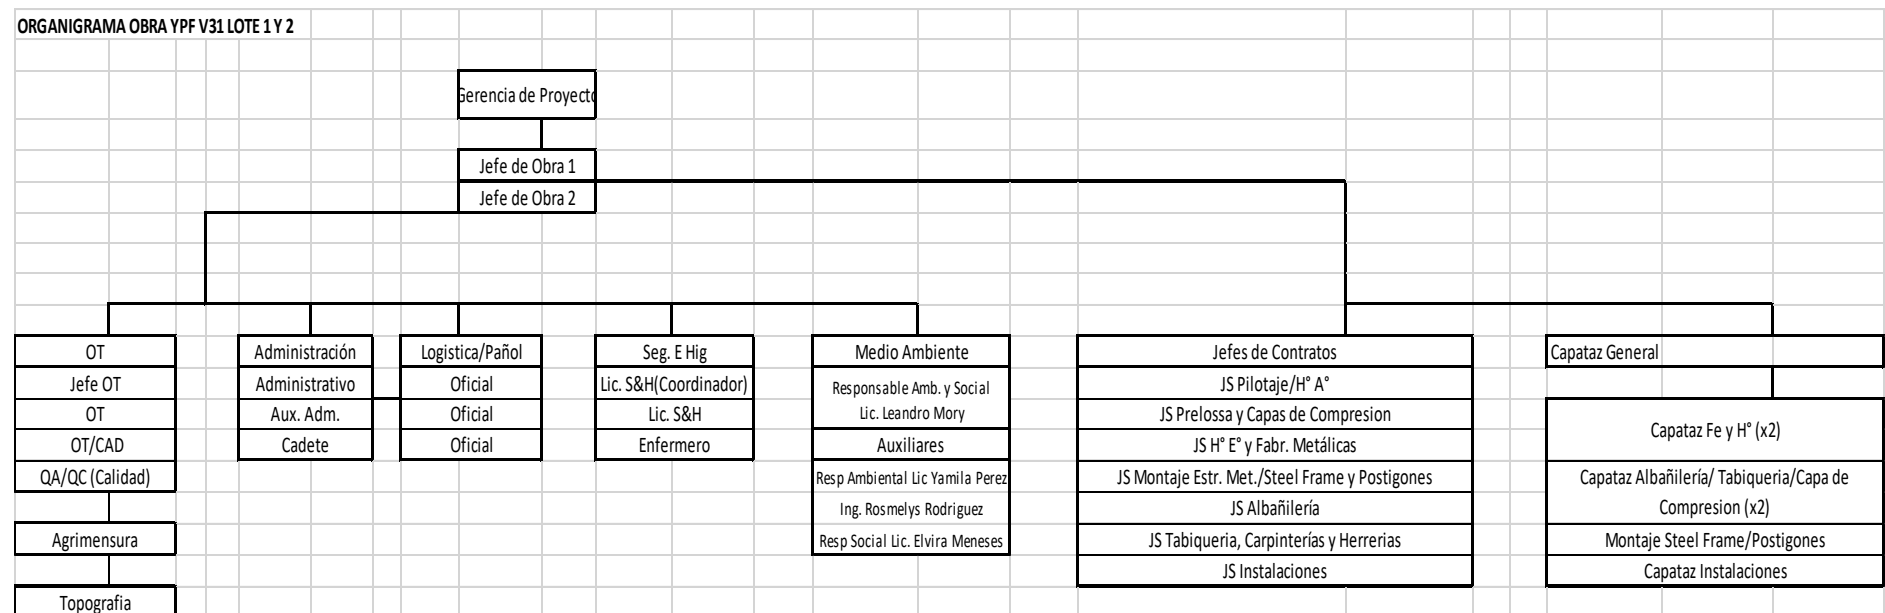 ORGANIGRAMA OBRA YPF V31 LOTE 1 Y 2
Gerencia de Proyecto
Jefe de Obra 1
Jefe de Obra 2
OT
Jefe OT
OT
OT/CAD
QA/QC (Calidad)
Agrimensura
Topografia
Administración
Administrativo
Aux. Adm.
Cadete
Logistica/Pañol
Oficial
Oficial
Oficial
Seg. E Hig
Lic. S&H(Coordinador)
Lic. S&H
Enfermero
Medio Ambiente
Responsable Amb. y Social
Lic. Leandro Mory
Auxiliares
Resp Ambiental Lic Yamila Perez
Ing. Rosmelys Rodriguez
Resp Social Lic. Elvira Meneses
Jefes de Contratos
JS Pilotaje/H° A°
JS Prelossa y Capas de Compresion
JS H° E° y Fabr. Metálicas
JS Montaje Estr. Met./Steel Frame y Postigones
JS Albañilería
JS Tabiqueria, Carpinterías y Herrerias
JS Instalaciones
Capataz General
Capataz Fe y H° (x2)
Capataz Albañilería/ Tabiqueria/Capa de
Compresion (x2)
Montaje Steel Frame/Postigones
Capataz Instalaciones